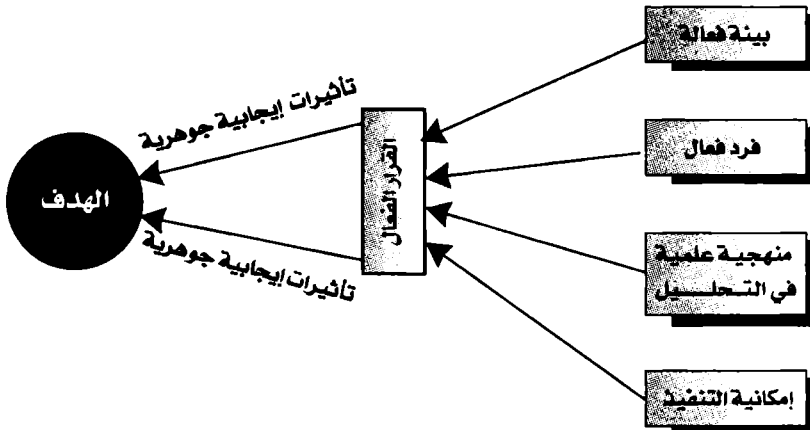 بيئة فعالة
فرد فعال
منهجية علمية
في التحليل
إمكانية التنفيذ
القرار الفعال
تأثيرات إيجابية جوهرية
تأثيرات إيجابية جوهرية
الهدف